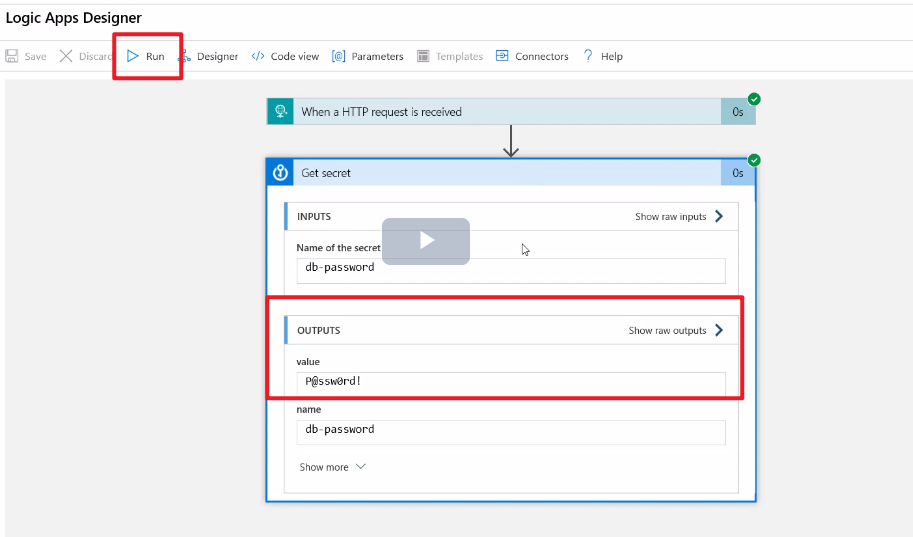 Logic Apps Designer
Save Discard Run Designer </> Code view [@] Parameters Templates Connectors ? Help
When a HTTP request is received 0s
Get secret 0s
INPUTS Show raw inputs
Name of the secret
db-password
OUTPUTS Show raw outputs
value
P@ssw0rd!
name
db-password
Show more